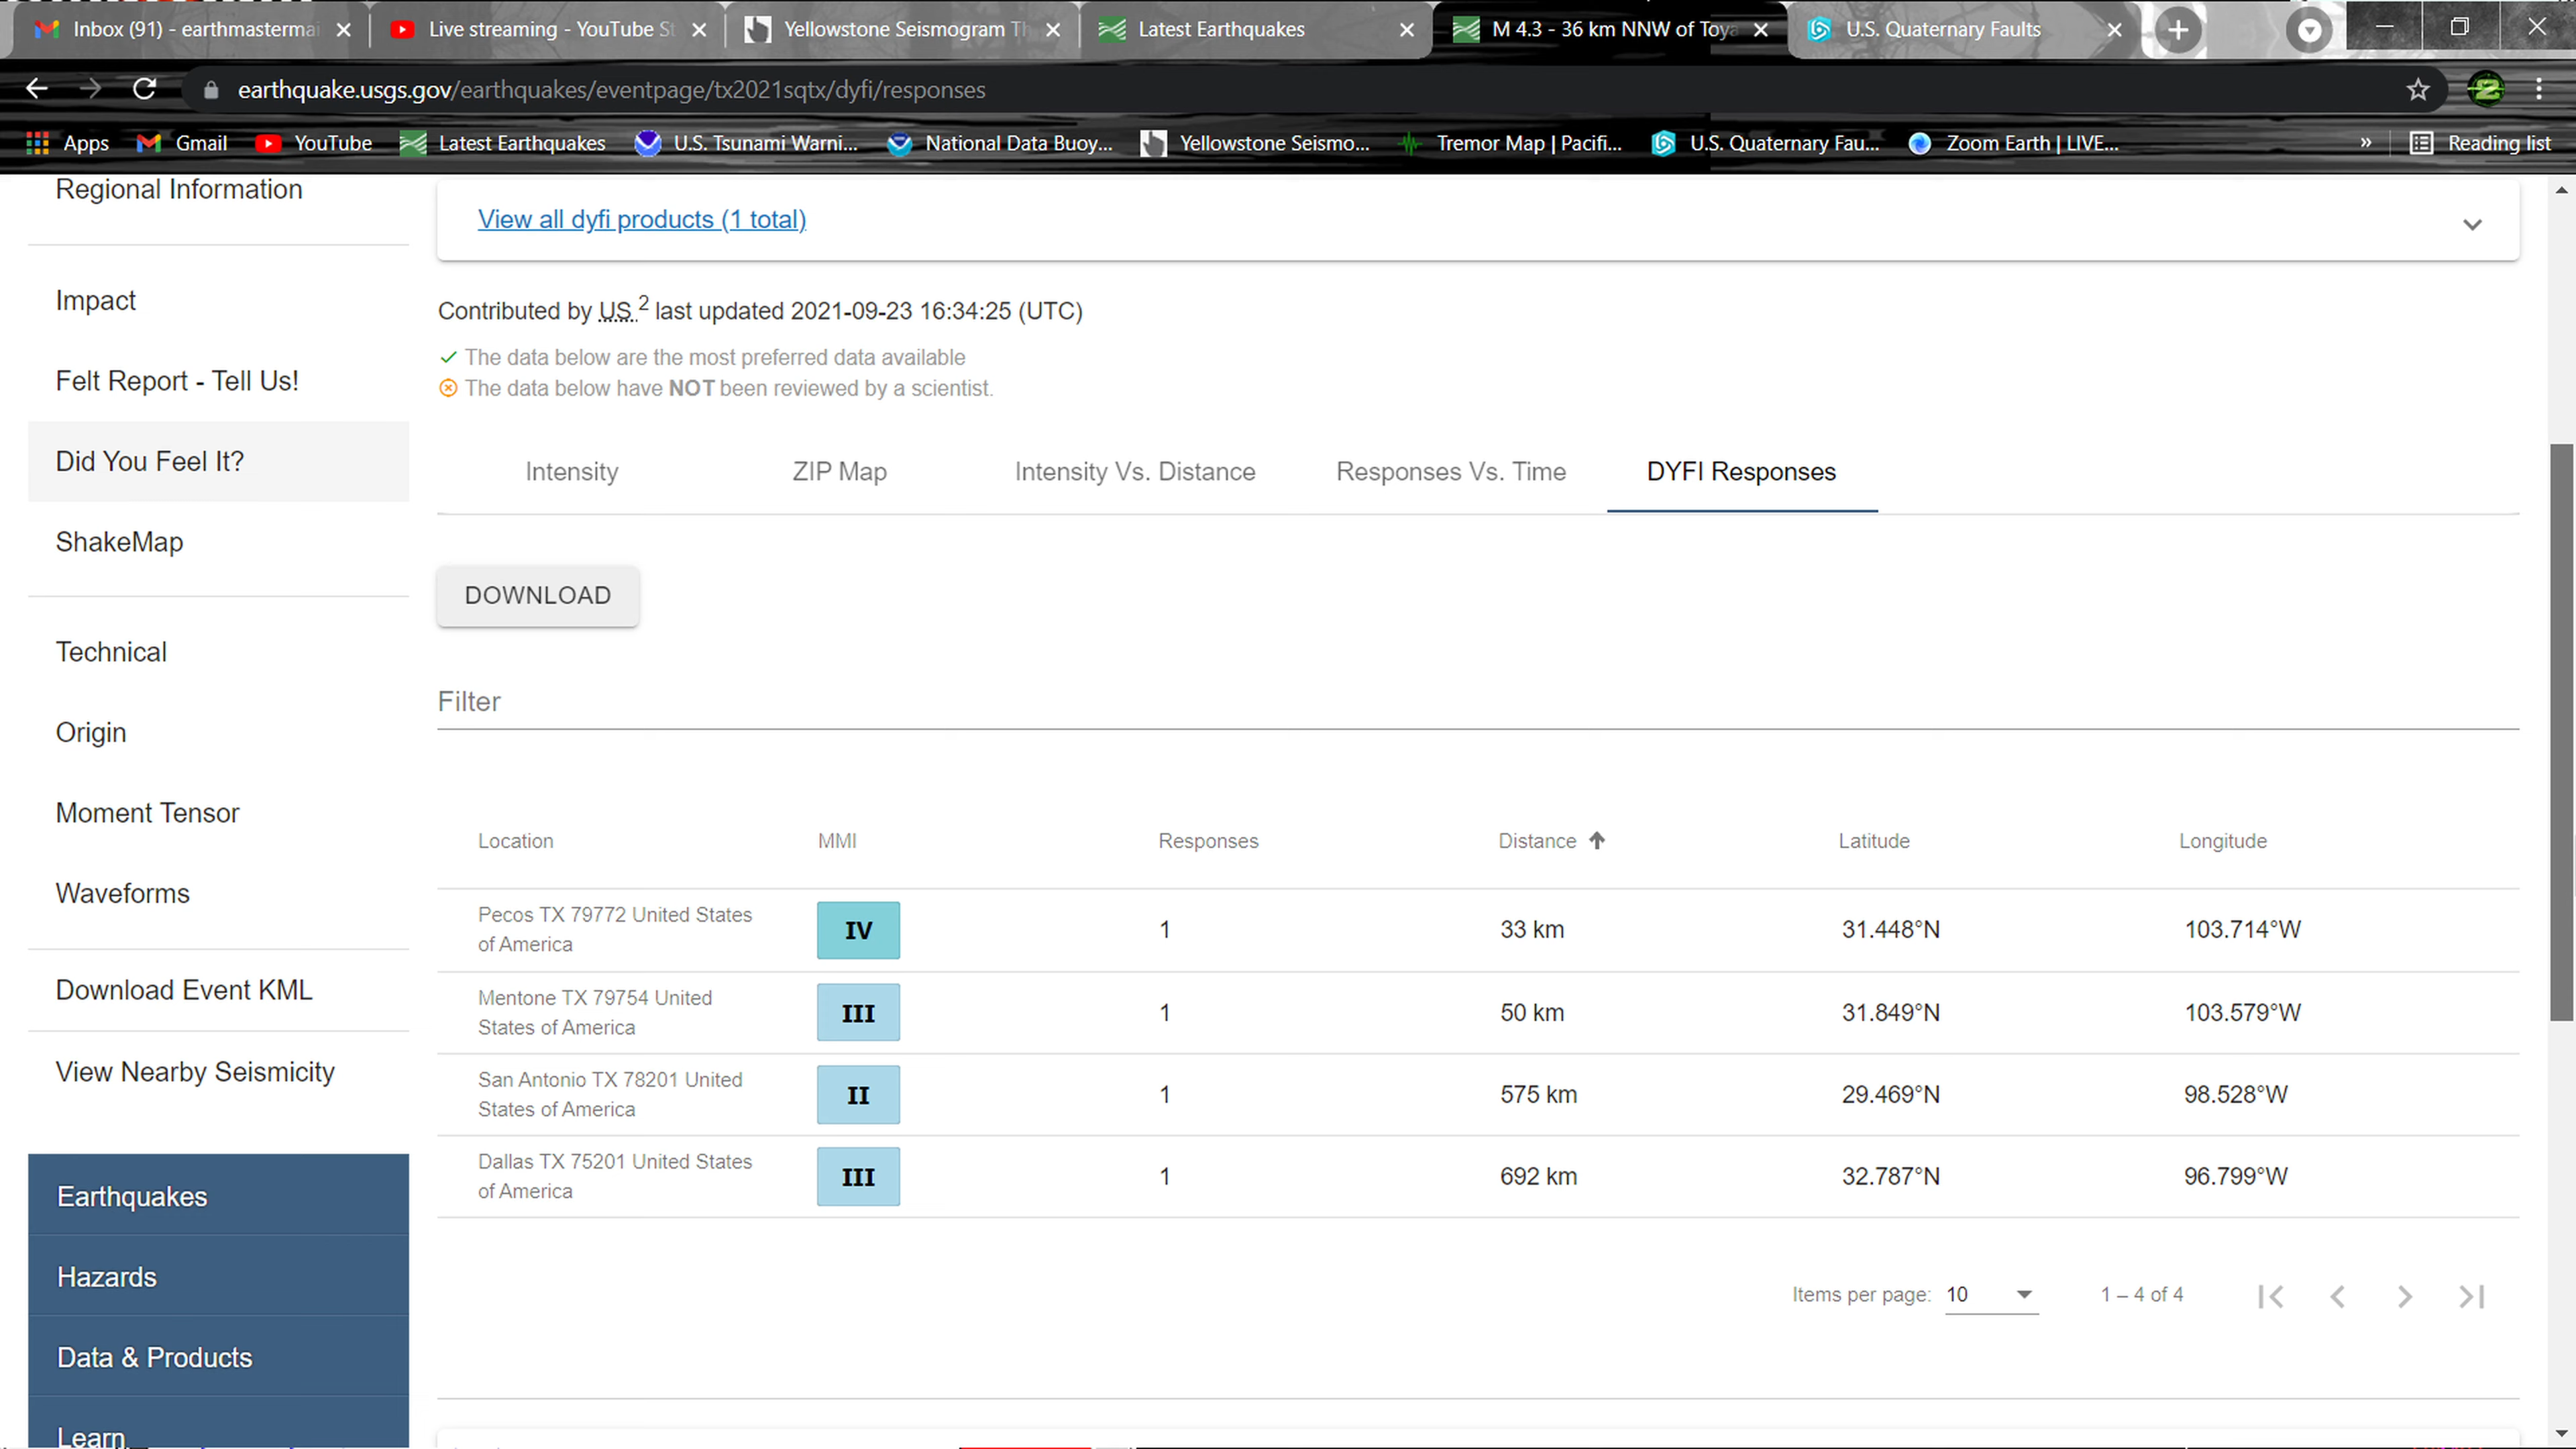 Inbox (91) - earthmastermai
Live streaming - YouTube St
Yellowstone Seismogram Th
Latest Earthquakes
M 4.3 - 36 km NNW of Toya
U.S. Quaternary Faults
earthquake.usgs.gov/earthquakes/eventpage/tx2021sqtx/dyfi/responses
Apps
Gmail
YouTube
Latest Earthquakes
U.S. Tsunami Warni...
National Data Buoy...
Yellowstone Seismo...
Tremor Map | Pacifi...
U.S. Quaternary Fau...
Zoom Earth | LIVE...
»
Reading list
Regional Information
Impact
Felt Report - Tell Us!
Did You Feel It?
ShakeMap
Technical
Origin
Moment Tensor
Waveforms
Download Event KML
View Nearby Seismicity
Earthquakes
Hazards
Data & Products
Learn
View all dyfi products (1 total)
Contributed by US 2 last updated 2021-09-23 16:34:25 (UTC)
The data below are the most preferred data available
The data below have NOT been reviewed by a scientist.
Intensity
ZIP Map
Intensity Vs. Distance
Responses Vs. Time
DYFI Responses
DOWNLOAD
Filter
Location MMI Responses Distance Latitude Longitude
Pecos TX 79772 United States
of America
IV 1 33 km 31.448°N 103.714°W
Mentone TX 79754 United
States of America
III 1 50 km 31.849°N 103.579°W
San Antonio TX 78201 United
States of America
II 1 575 km 29.469°N 98.528°W
Dallas TX 75201 United States
of America
III 1 692 km 32.787°N 96.799°W
Items per page: 10 1 – 4 of 4